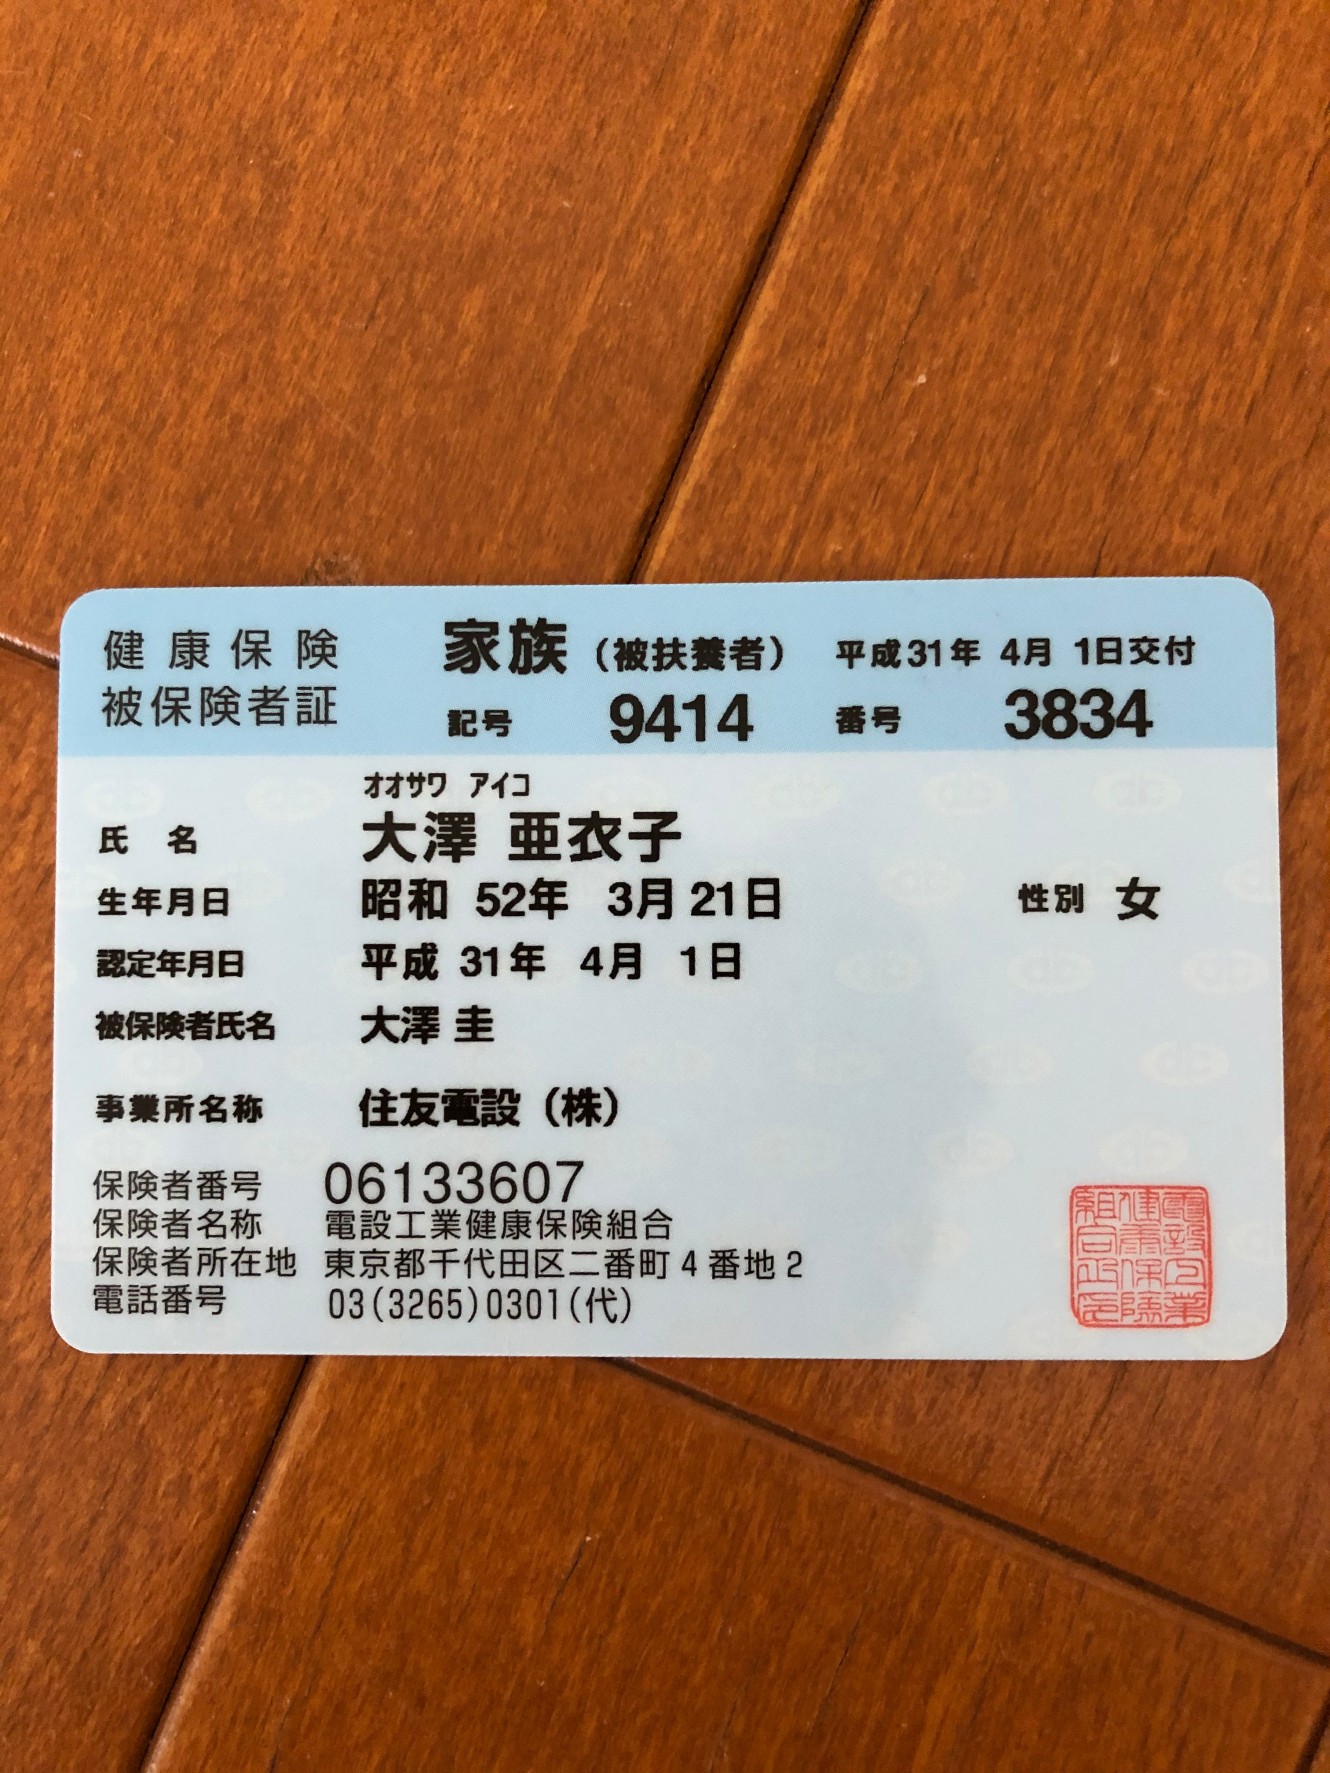 健康保険 家族(被扶養者) 平成31年 4月 1日交付
被保険者証 記号 9414 番号 3834
オオサワ アイコ
氏 名 大澤 亜衣子
生年月日 昭和 52年 3月 21日 性別 女
認定年月日 平成 31年 4月 1日
被保険者氏名 大澤 圭
事業所名称 住友電設(株)
保険者番号 06133607
保険者名称 電設工業健康保険組合
保険者所在地 東京都千代田区二番町4番地2
電話番号 03(3265)0301(代)